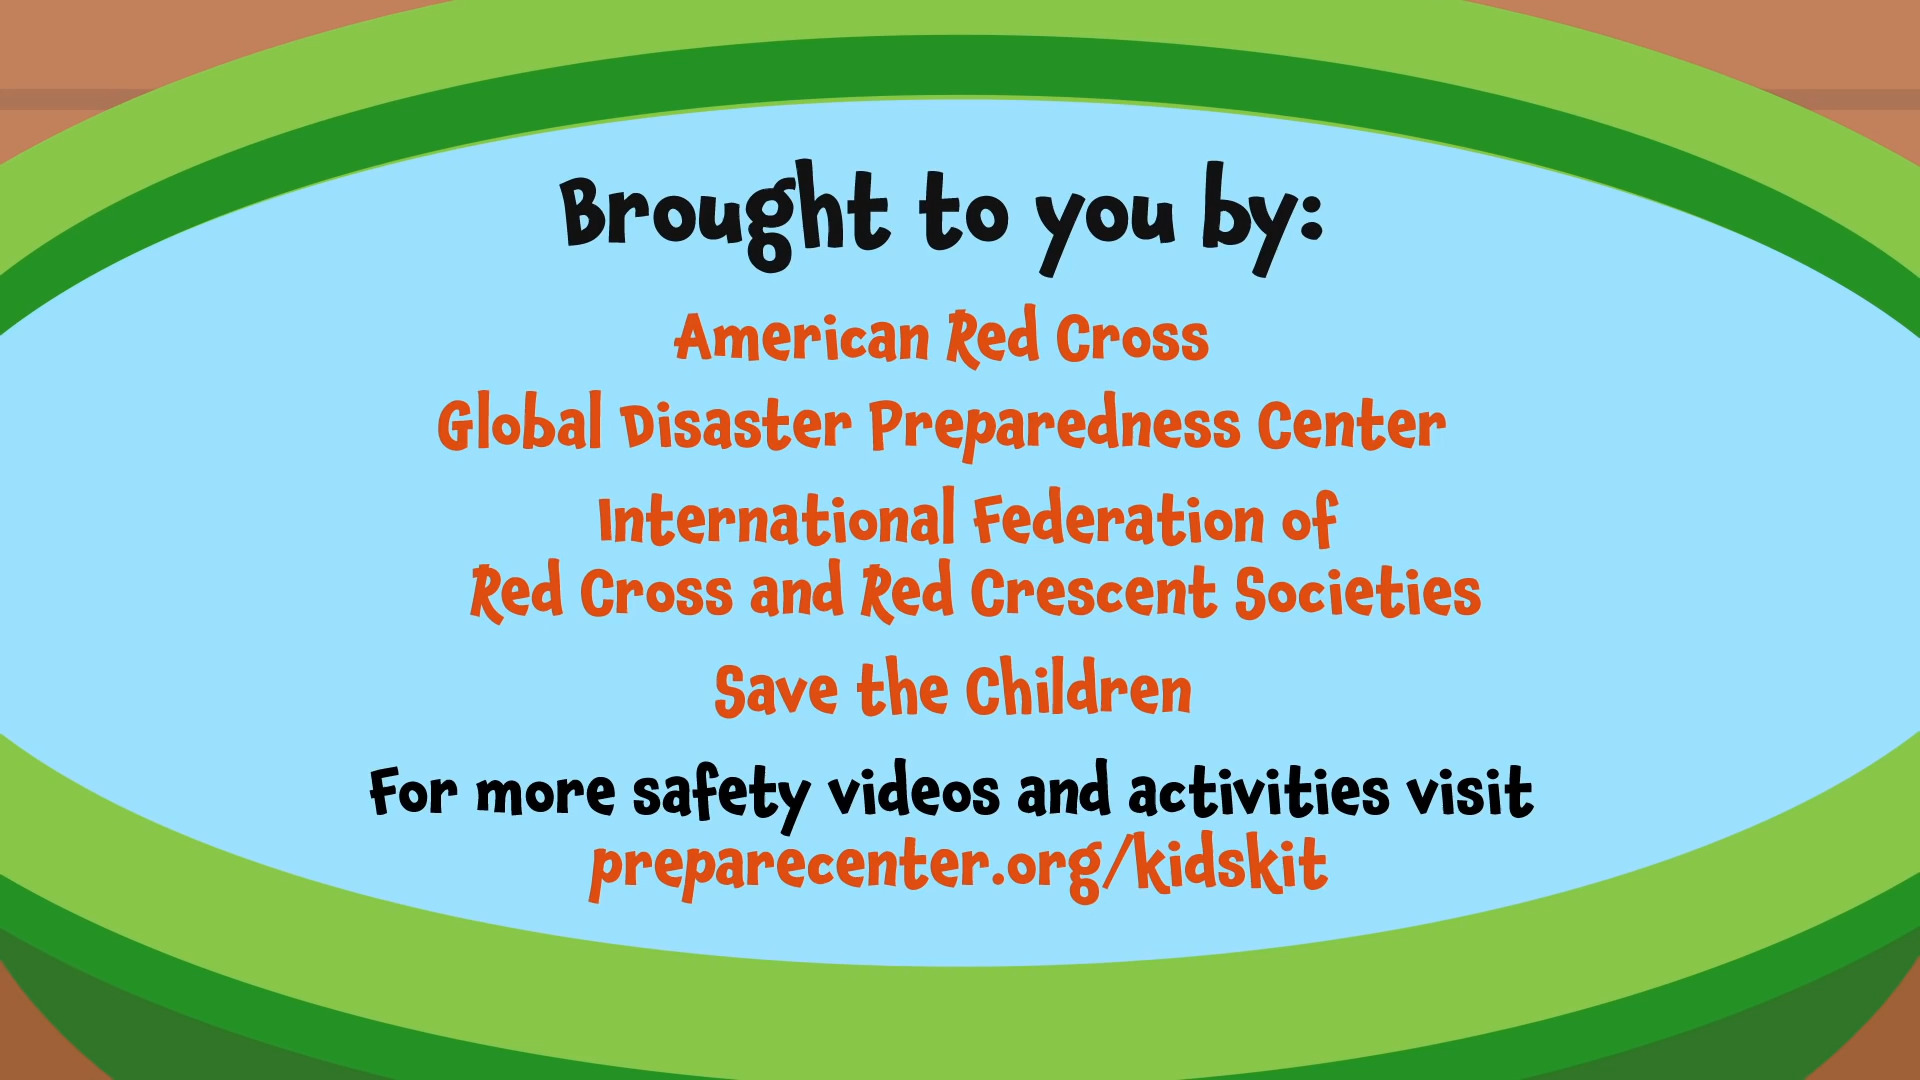 Brought to you by:
American Red Cross
Global Disaster Preparedness Center
International Federation of
Red Cross and Red Crescent Societies
Save the Children
For more safety videos and activities visit
preparecenter.org/kidskit